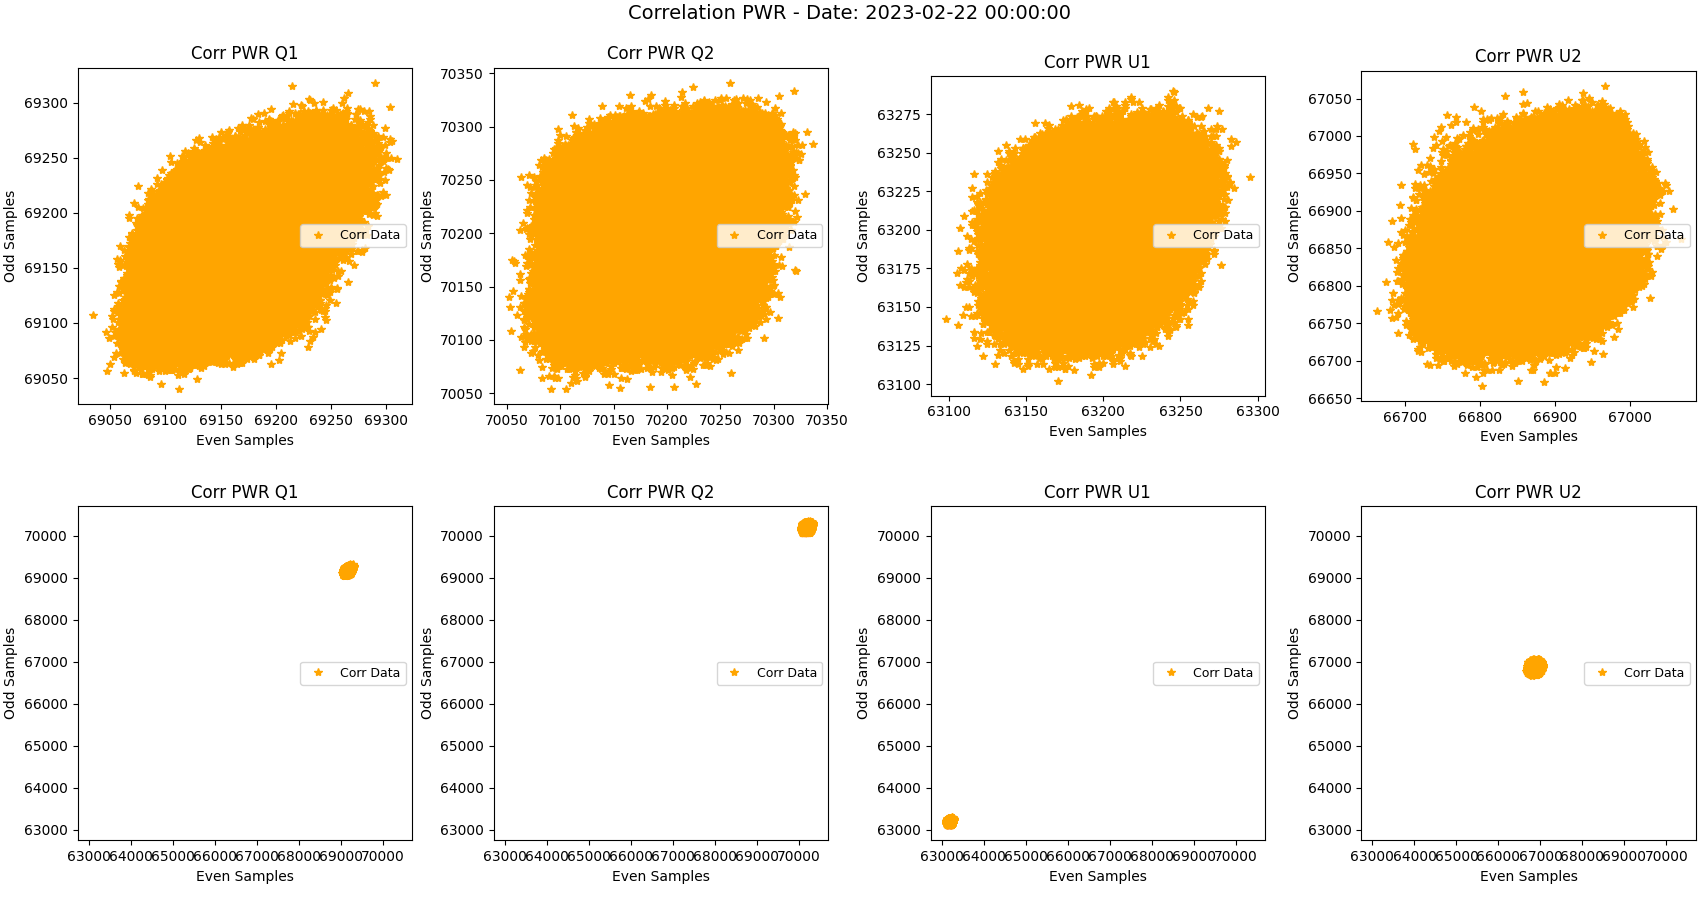 Correlation PWR - Date: 2023-02-22 00:00:00
Corr PWR Q1
Odd Samples
69300
69250
69200
69150
69100
69050
69050 69100 69150 69200 69250 69300
Even Samples
Corr Data
Corr PWR Q2
Odd Samples
70350
70300
70250
70200
70150
70100
70050
70050 70100 70150 70200 70250 70300 70350
Even Samples
Corr Data
Corr PWR U1
Odd Samples
63275
63250
63225
63200
63175
63150
63125
63100
63100 63150 63200 63250 63300
Even Samples
Corr Data
Corr PWR U2
Odd Samples
67050
67000
66950
66900
66850
66800
66750
66700
66650
66700 66800 66900 67000
Even Samples
Corr Data
Corr PWR Q1
Odd Samples
70000
69000
68000
67000
66000
65000
64000
63000
63000 64000 65000 66000 67000 68000 69000 70000
Even Samples
Corr Data
Corr PWR Q2
Odd Samples
70000
69000
68000
67000
66000
65000
64000
63000
63000 64000 65000 66000 67000 68000 69000 70000
Even Samples
Corr Data
Corr PWR U1
Odd Samples
70000
69000
68000
67000
66000
65000
64000
63000
63000 64000 65000 66000 67000 68000 69000 70000
Even Samples
Corr Data
Corr PWR U2
Odd Samples
70000
69000
68000
67000
66000
65000
64000
63000
63000 64000 65000 66000 67000 68000 69000 70000
Even Samples
Corr Data